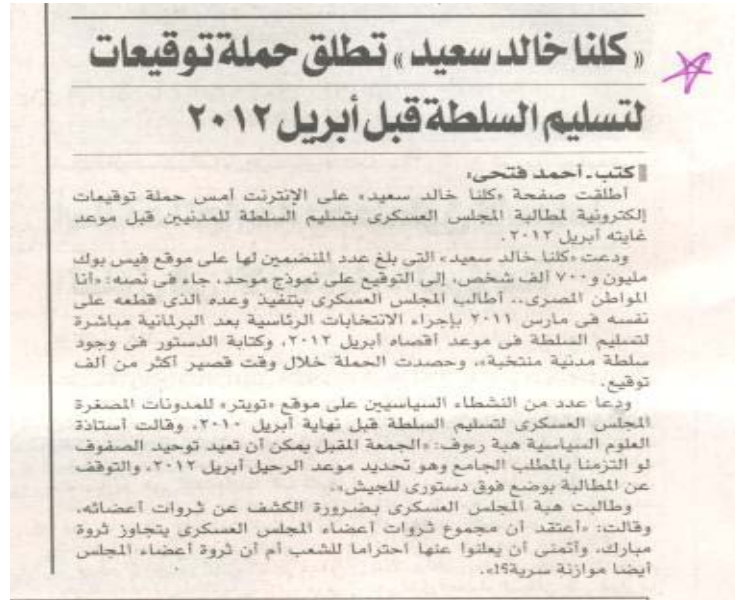 «كلنا خالد سعيد» تطلق حملة توقيعات
لتسليم السلطة قبل أبريل ٢٠١٢
كتب ـ أحمد فتحى:
أطلقت صفحة «كلنا خالد سعيد» على الإنترنت أمس حملة توقيعات
إلكترونية لمطالبة المجلس العسكرى بتسليم السلطة للمدنيين قبل موعد
غايته أبريل ٢٠١٢.
ودعت «كلنا خالد سعيد» التى بلغ عدد المنضمين لها على موقع فيس بوك
مليون و٧٠٠ ألف شخص، إلى التوقيع على نموذج موحد، جاء فى نصه: «أنا
المواطن المصرى.. أطالب المجلس العسكرى بتنفيذ وعده الذى قطعه على
نفسه فى مارس ٢٠١١ بإجراء الانتخابات الرئاسية بعد البرلمانية مباشرة
لتسليم السلطة فى موعد أقصاه أبريل ٢٠١٢، وكتابة الدستور فى وجود
سلطة مدنية منتخبة»، وحصدت الحملة خلال وقت قصير أكثر من ألف
توقيع.
ودعا عدد من النشطاء السياسيين على موقع «تويتر» للمدونات المصغرة
المجلس العسكرى لتسليم السلطة قبل نهاية أبريل ٢٠١٠، وقالت أستاذة
العلوم السياسية هبة رءوف: «الجمعة المقبل يمكن أن تعيد توحيد الصفوف
لو التزمنا بالمطلب الجامع وهو تحديد موعد الرحيل أبريل ٢٠١٢، والتوقف
عن المطالبة بوضع فوق دستورى للجيش».
وطالبت هبة المجلس العسكرى بضرورة الكشف عن ثروات أعضائه،
وقالت: «أعتقد أن مجموع ثروات أعضاء المجلس العسكرى يتجاوز ثروة
مبارك، وأتمنى أن يعلنوا عنها احتراما للشعب أم أن ثروة أعضاء المجلس
أيضا موازنة سرية؟!».